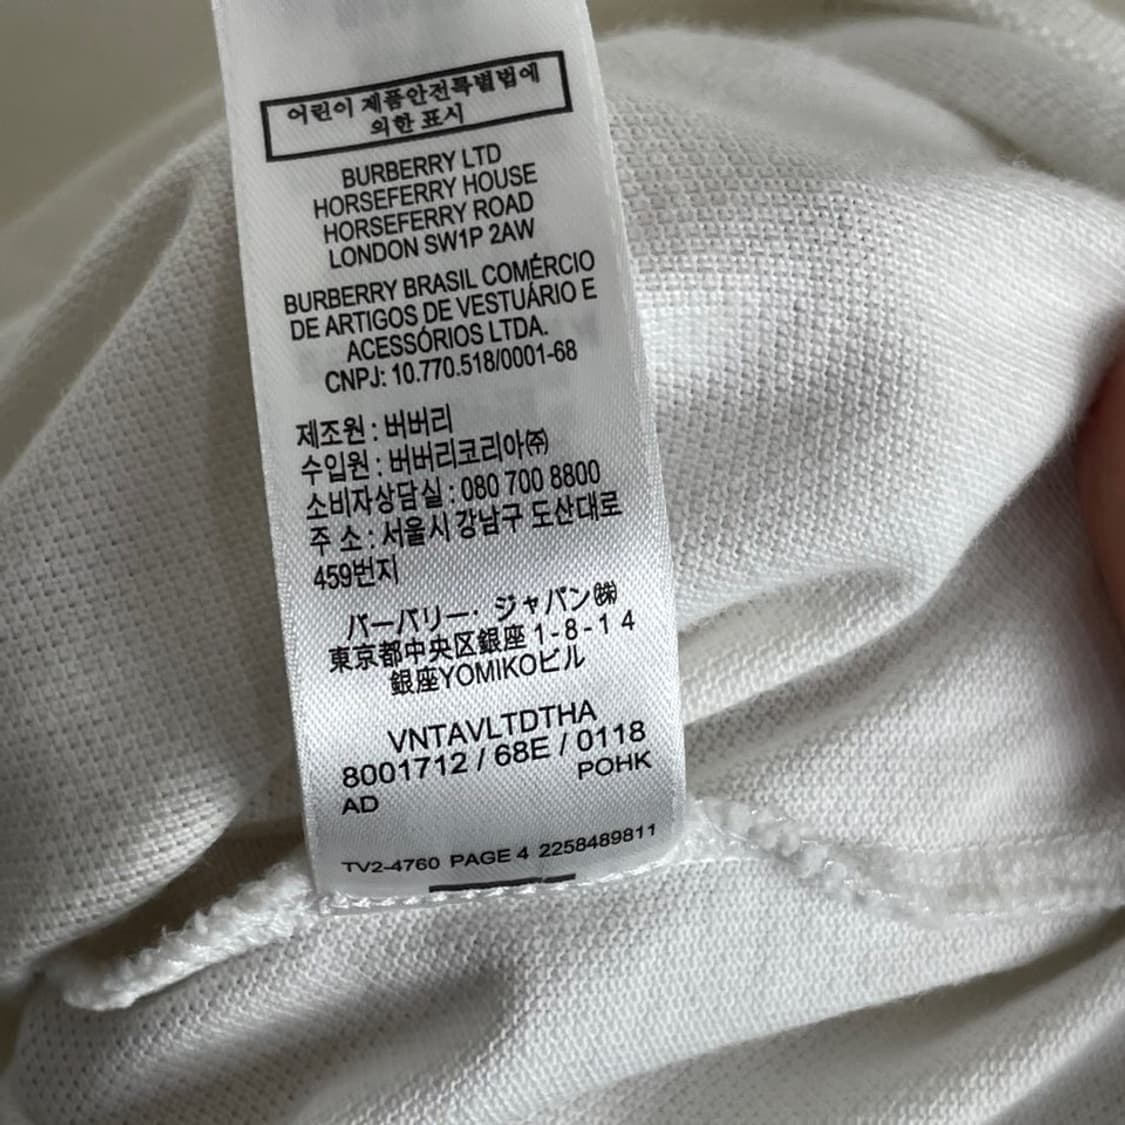 어린이 제품안전특별법에
의한 표시
BURBERRY LTD
HORSEFERRY HOUSE
HORSEFERRY ROAD
LONDON SW1P 2AW
BURBERRY BRASIL COMÉRCIO
DE ARTIGOS DE VESTUÁRIO E
ACESSÓRIOS LTDA.
CNPJ: 10.770.518/0001-68
제조원 : 버버리
수입원 : 버버리코리아㈜
소비자상담실 : 080 700 8800
주 소 : 서울시 강남구 도산대로
459번지
バーバリー・ジャパン㈱
東京都中央区銀座1-8-14
銀座YOMIKOビル
VNTAVLTDTHA
8001712 / 68E / 0118
POHK
AD
TV2-4760 PAGE 4 2258489811